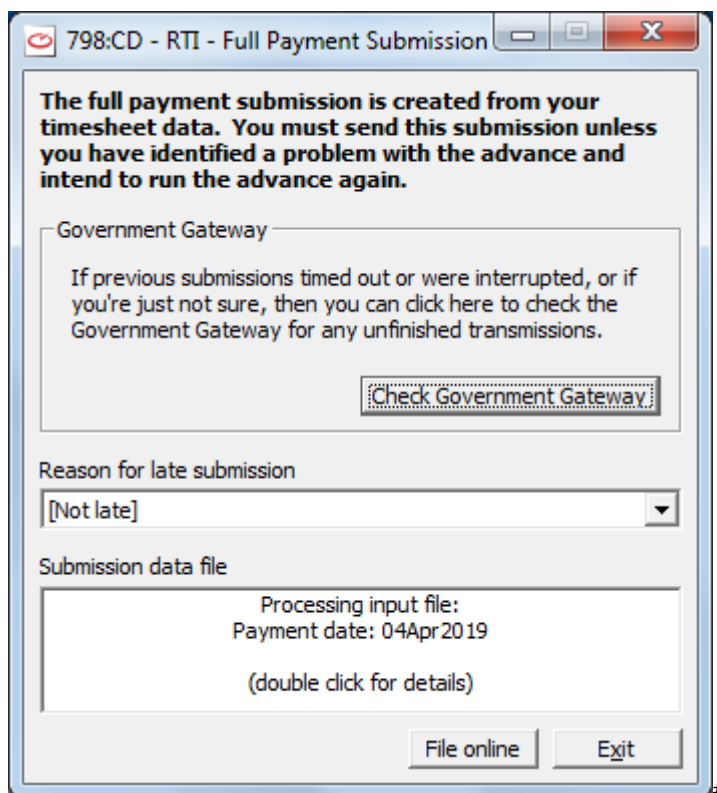 798:CD - RTI - Full Payment Submission
The full payment submission is created from your
timesheet data. You must send this submission unless
you have identified a problem with the advance and
intend to run the advance again.
Government Gateway
If previous submissions timed out or were interrupted, or if
you're just not sure, then you can click here to check the
Government Gateway for any unfinished transmissions.
Check Government Gateway
Reason for late submission
[Not late]
Submission data file
Processing input file:
Payment date: 04Apr2019
(double click for details)
File online Exit